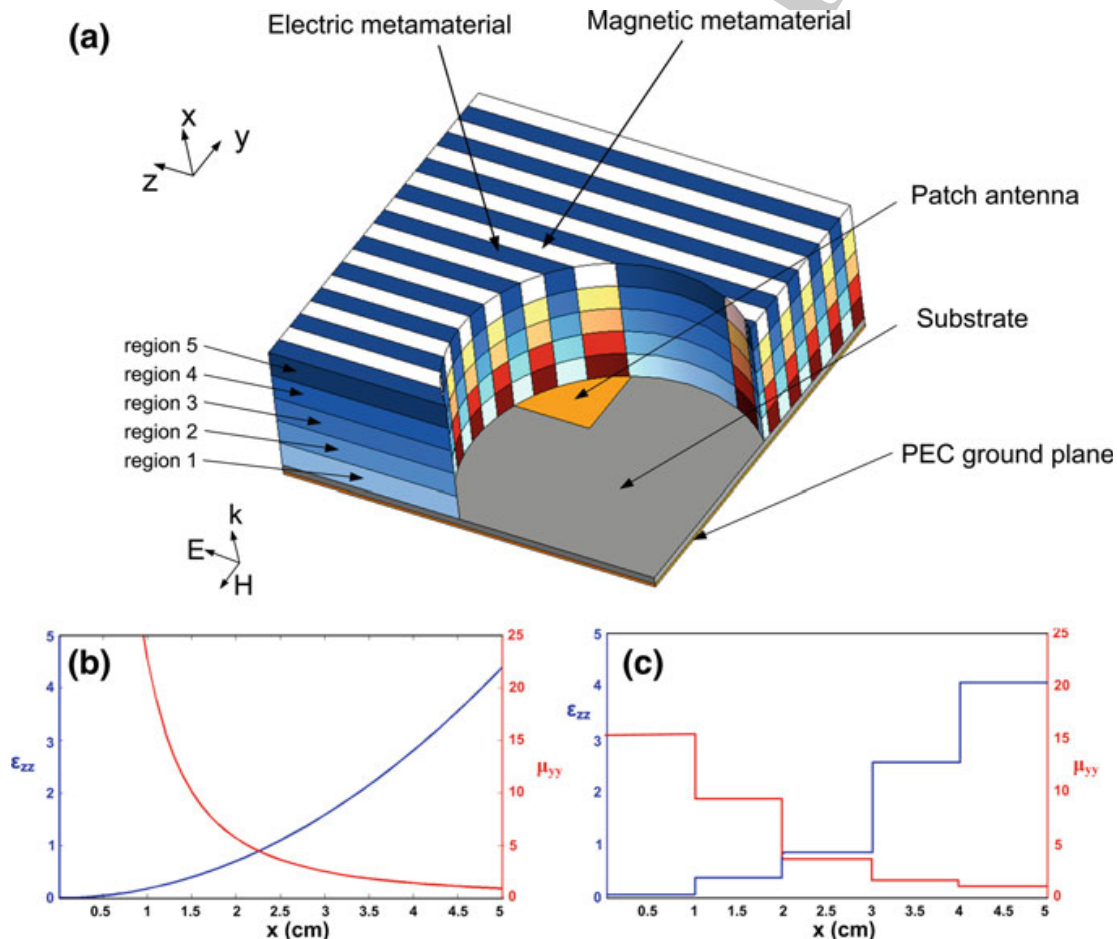 (a)
Electric metamaterial
Magnetic metamaterial
x
y
z
Patch antenna
Substrate
region 5
region 4
region 3
region 2
region 1
PEC ground plane
k
E
H
(b)
5
4
3
2
1
0
εzz
25
20
15
10
5
0
μyy
0.5 1 1.5 2 2.5 3 3.5 4 4.5 5
x (cm)
(c)
5
4
3
2
1
0
εzz
25
20
15
10
5
0
μyy
0.5 1 1.5 2 2.5 3 3.5 4 4.5 5
x (cm)